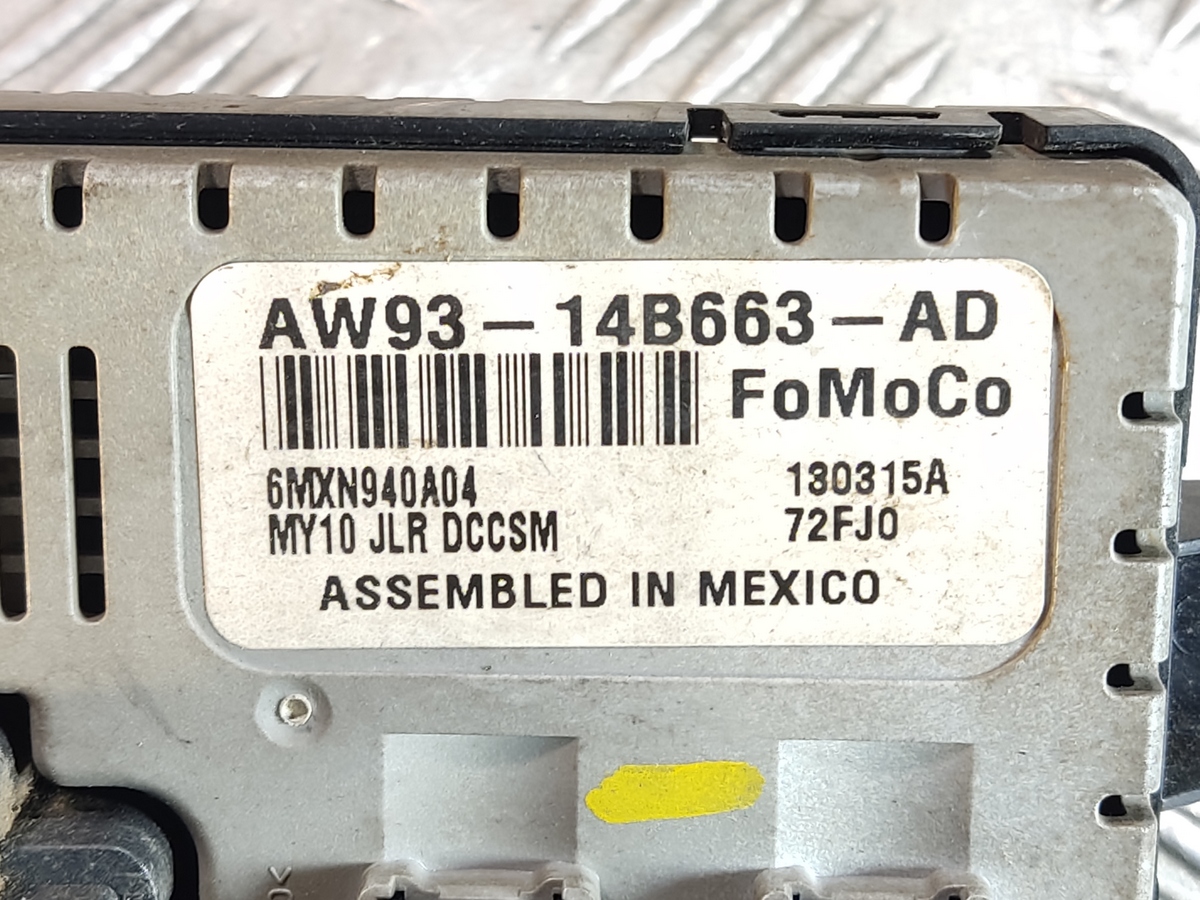 AW93-14B663-AD
FoMoCo
6MXN940A04 130315A
MY10 JLR DCCSM 72FJ0
ASSEMBLED IN MEXICO